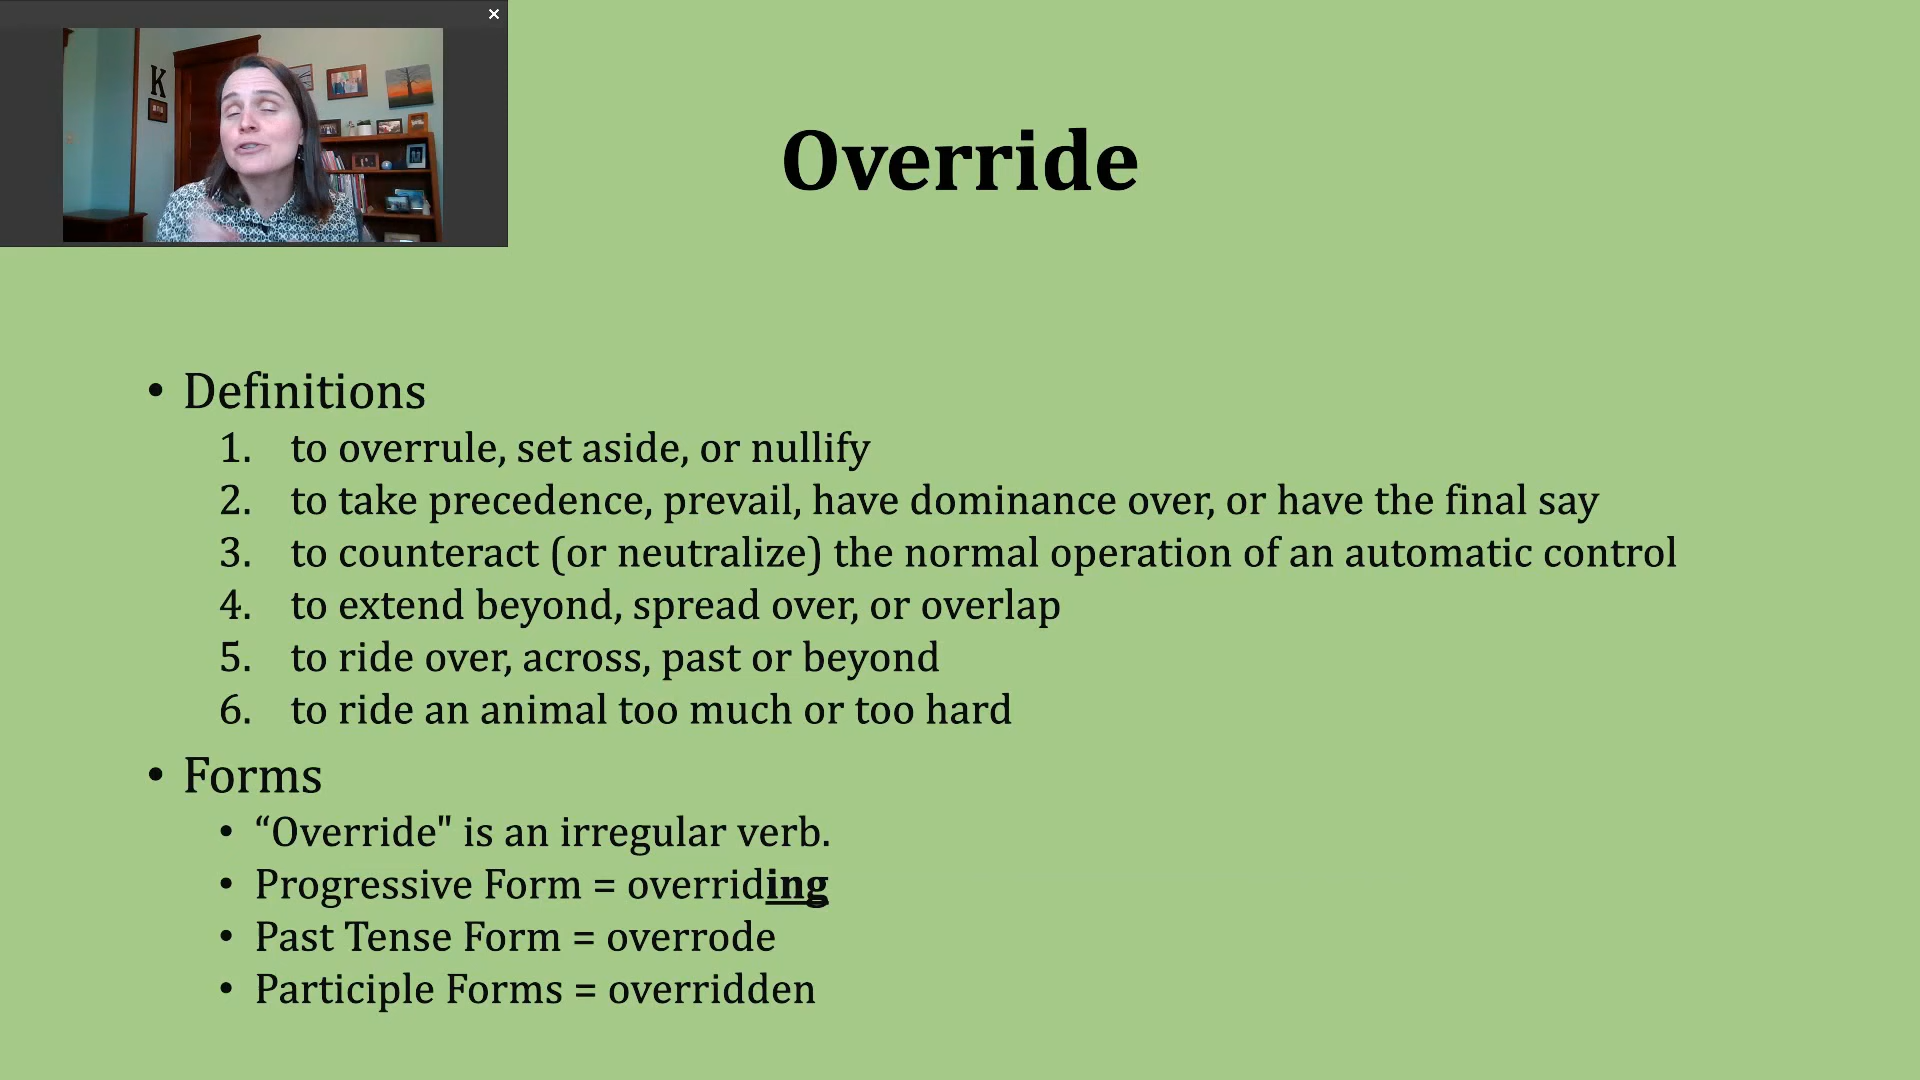 K
Override
• Definitions
1. to overrule, set aside, or nullify
2. to take precedence, prevail, have dominance over, or have the final say
3. to counteract (or neutralize) the normal operation of an automatic control
4. to extend beyond, spread over, or overlap
5. to ride over, across, past or beyond
6. to ride an animal too much or too hard
• Forms
• “Override" is an irregular verb.
• Progressive Form = overriding
• Past Tense Form = overrode
• Participle Forms = overridden